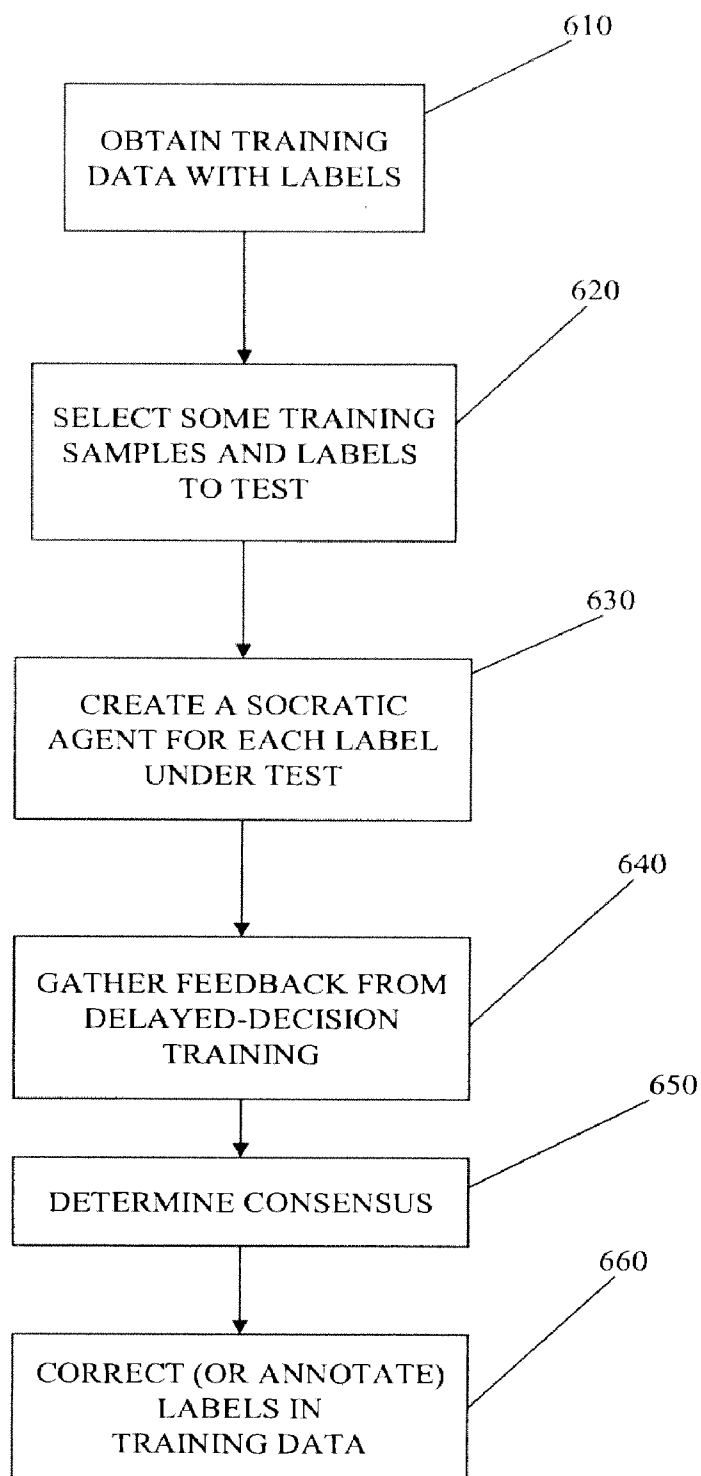 610
OBTAIN TRAINING
DATA WITH LABELS
620
SELECT SOME TRAINING
SAMPLES AND LABELS
TO TEST
630
CREATE A SOCRATIC
AGENT FOR EACH LABEL
UNDER TEST
640
GATHER FEEDBACK FROM
DELAYED-DECISION
TRAINING
650
DETERMINE CONSENSUS
660
CORRECT (OR ANNOTATE)
LABELS IN
TRAINING DATA